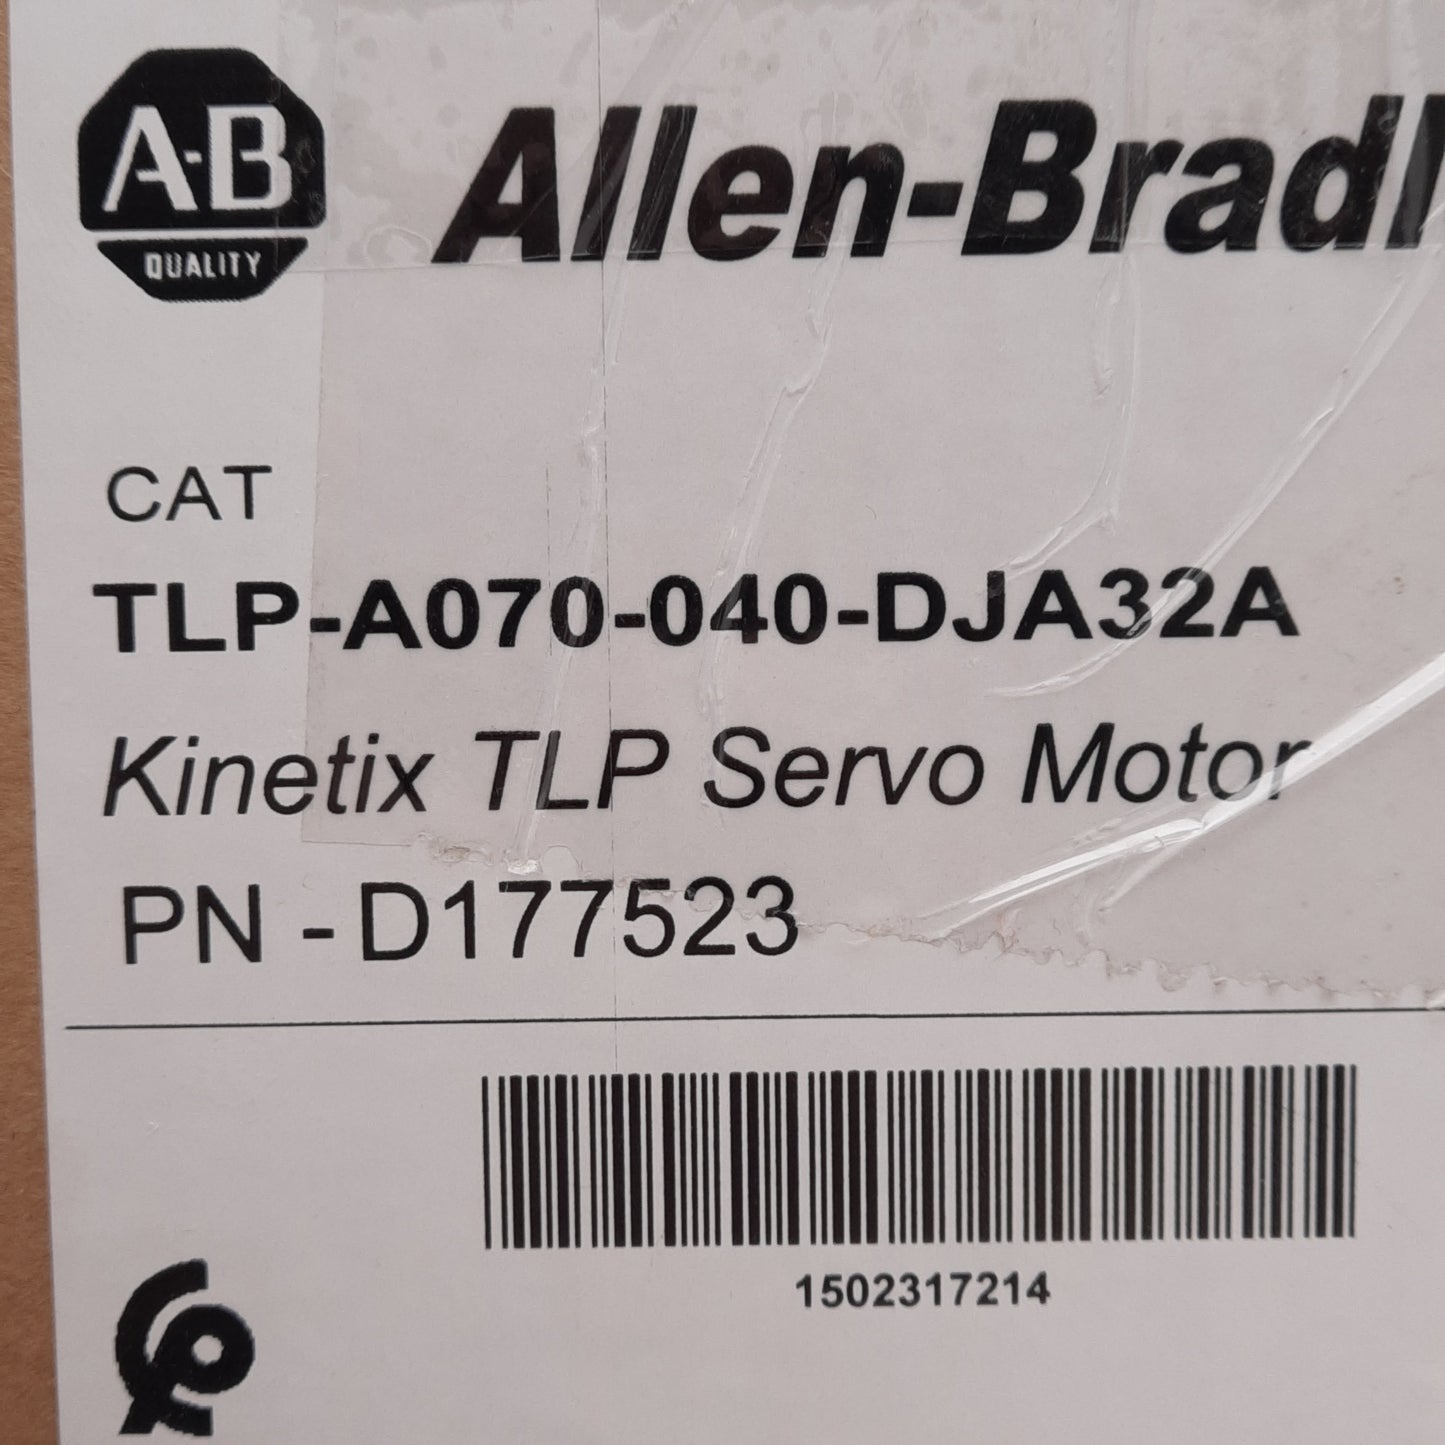 A-B
QUALITY
Allen-Bradl
CAT
TLP-A070-040-DJA32A
Kinetix TLP Servo Motor
PN - D177523
1502317214